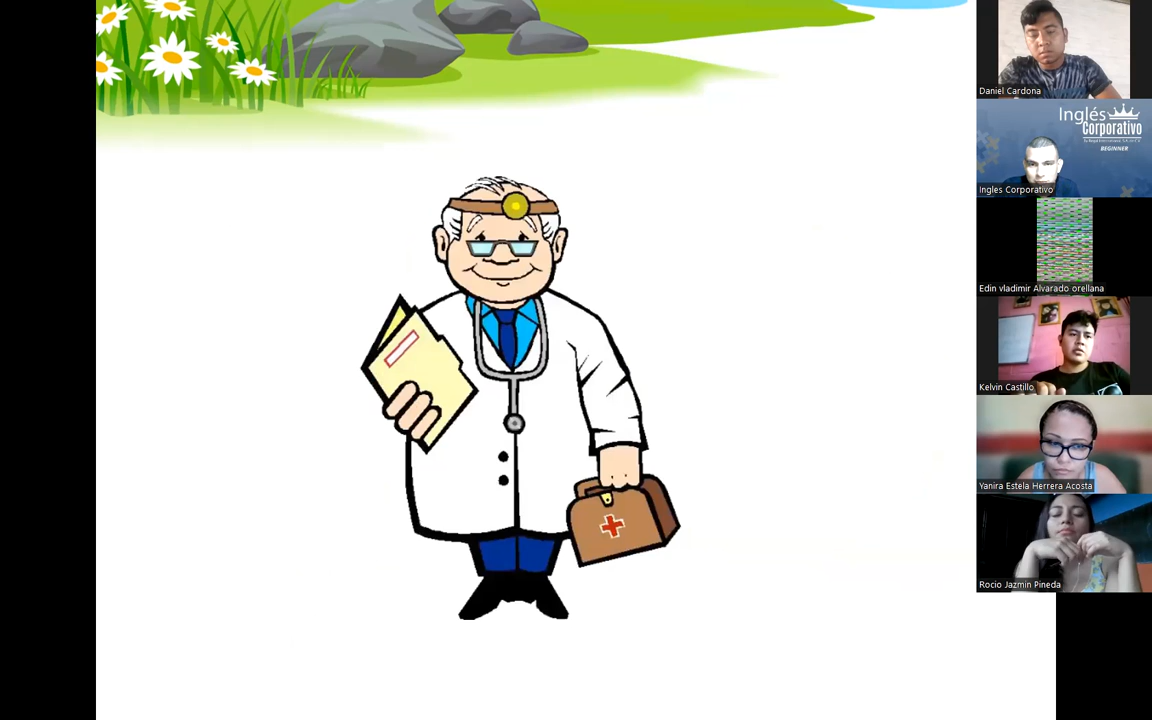 Daniel Cardona
Inglés
Corporativo
BEGINNER
Ingles Corporativo
Edin vladimir Alvarado orellana
Kelvin Castillo
Yanira Estela Herrera Acosta
Rocio Jazmin Pineda